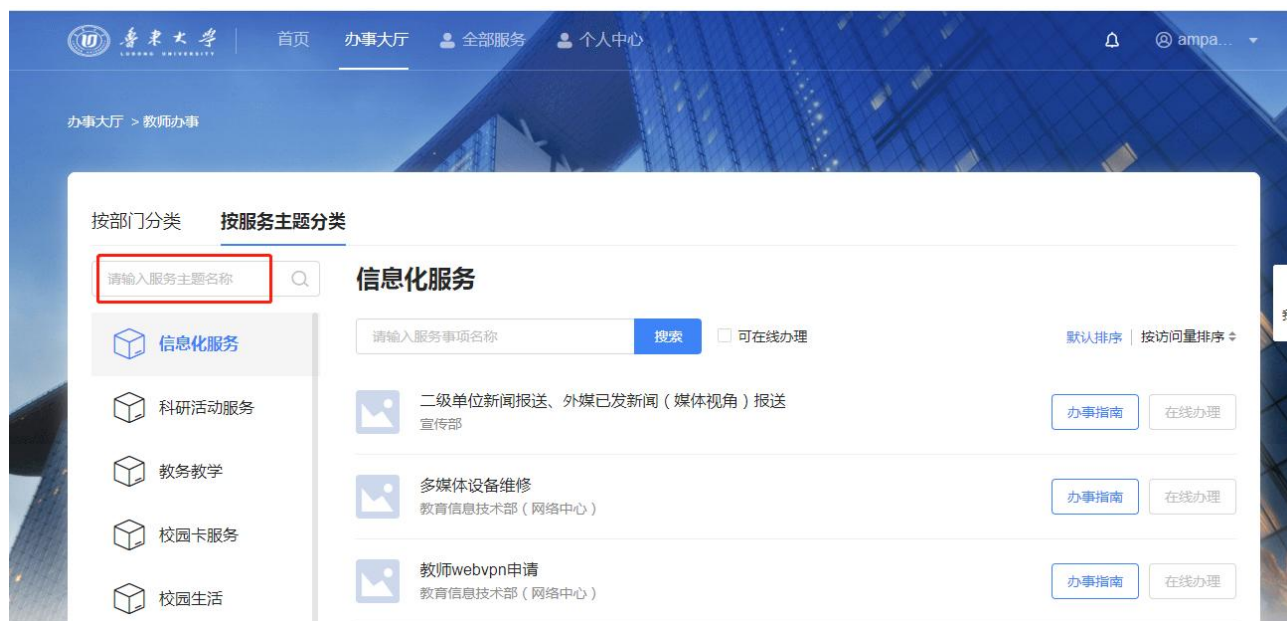 鲁东大学 首页 办事大厅 全部服务 个人中心 ampa...
LUDONG UNIVERSITY
办事大厅 > 教师办事
按部门分类 按服务主题分类
请输入服务主题名称 信息化服务
信息化服务 请输入服务事项名称 搜索 可在线办理 默认排序 按访问量排序
科研活动服务 二级单位新闻报送、外媒已发新闻（媒体视角）报送 办事指南 在线办理
宣传部
教务教学 多媒体设备维修 办事指南 在线办理
教育信息技术部（网络中心）
校园卡服务
教师webvpn申请 办事指南 在线办理
校园生活 教育信息技术部（网络中心）